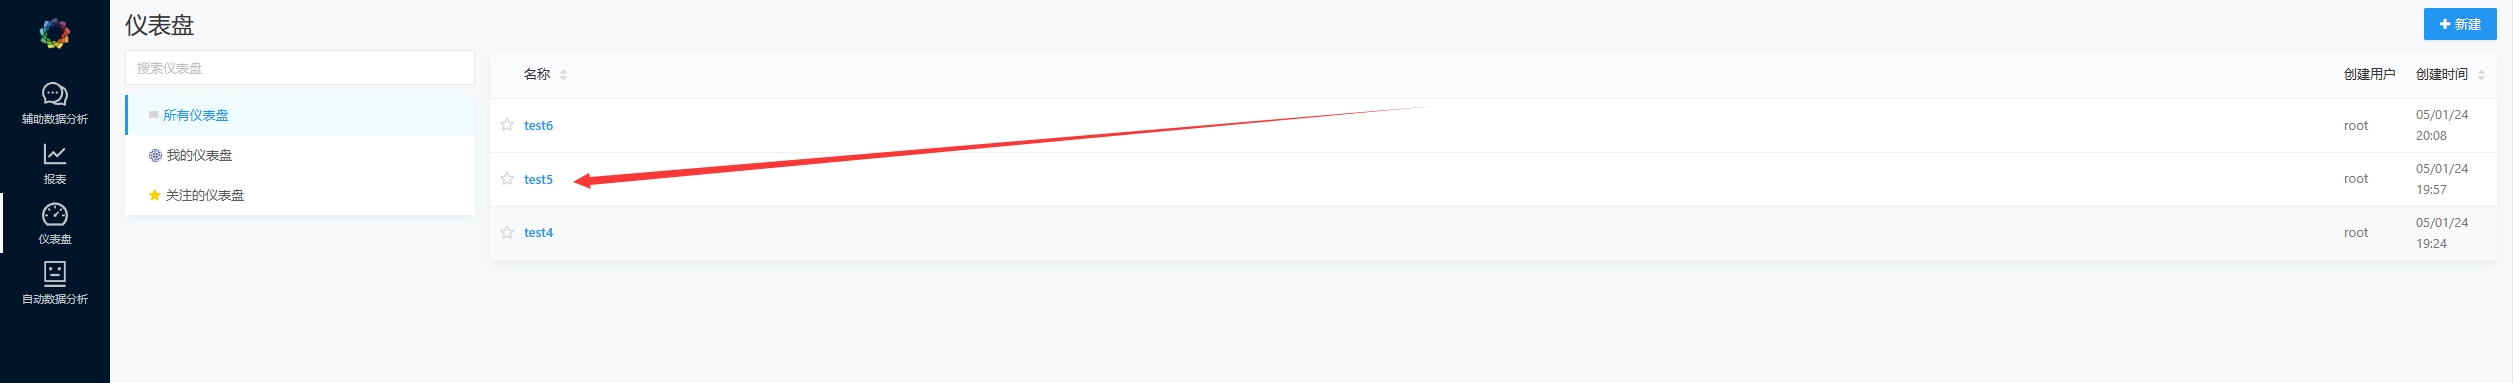 仪表盘
新建
搜索仪表盘
所有仪表盘
我的仪表盘
关注的仪表盘
辅助数据分析
报表
仪表盘
自动数据分析
名称 创建用户 创建时间
test6 root 05/01/24
20:08
test5 root 05/01/24
19:57
test4 root 05/01/24
19:24